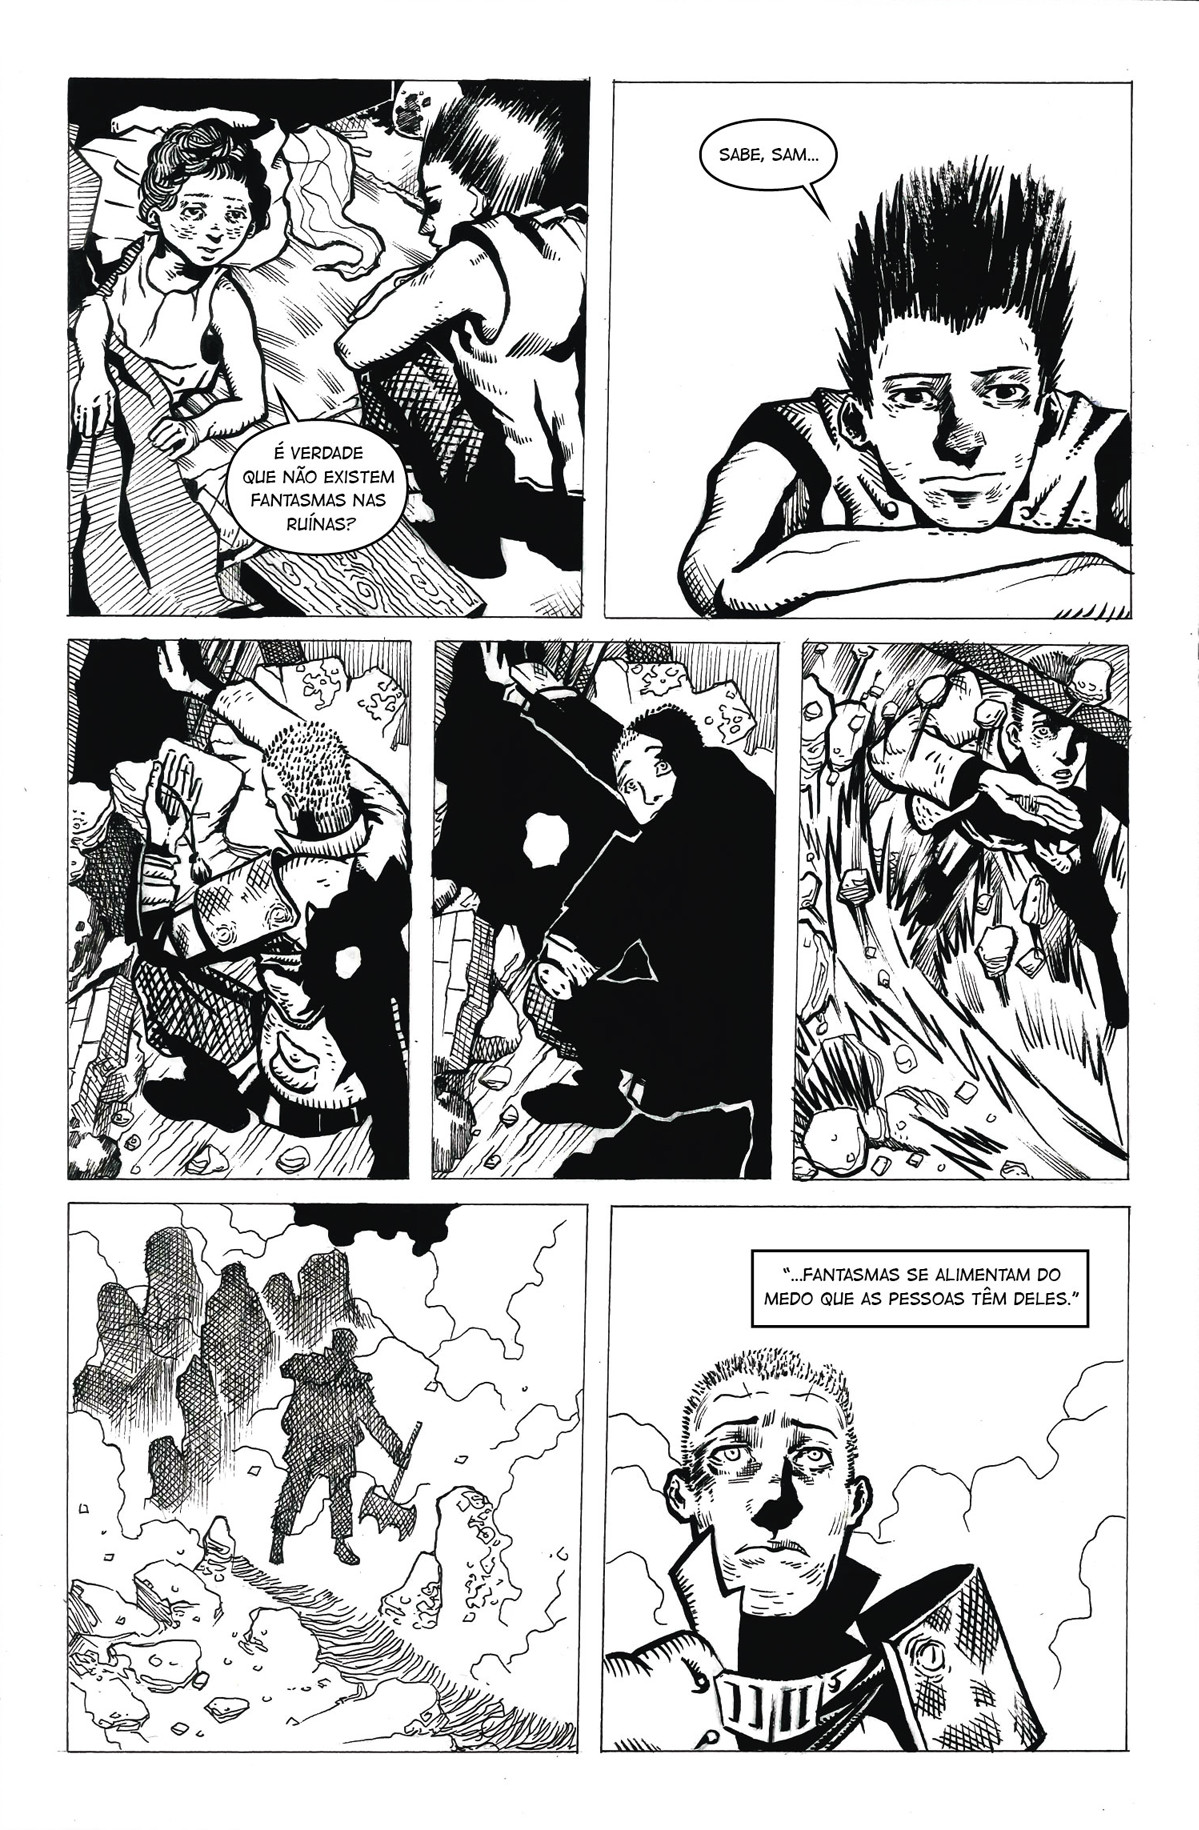 É VERDADE
QUE NÃO EXISTEM
FANTASMAS NAS
RUÍNAS?
SABE, SAM...
“...FANTASMAS SE ALIMENTAM DO
MEDO QUE AS PESSOAS TÊM DELES.”